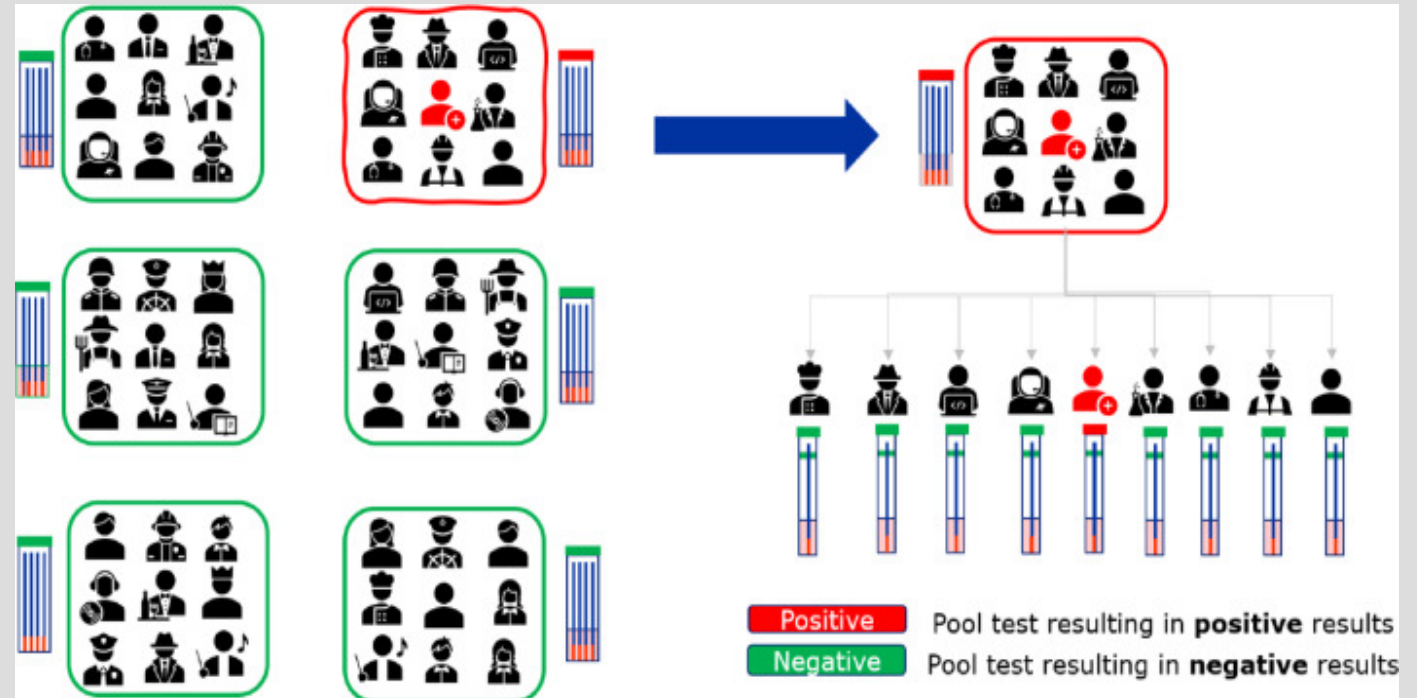 Positive
Pool test resulting in positive results
Negative
Pool test resulting in negative results